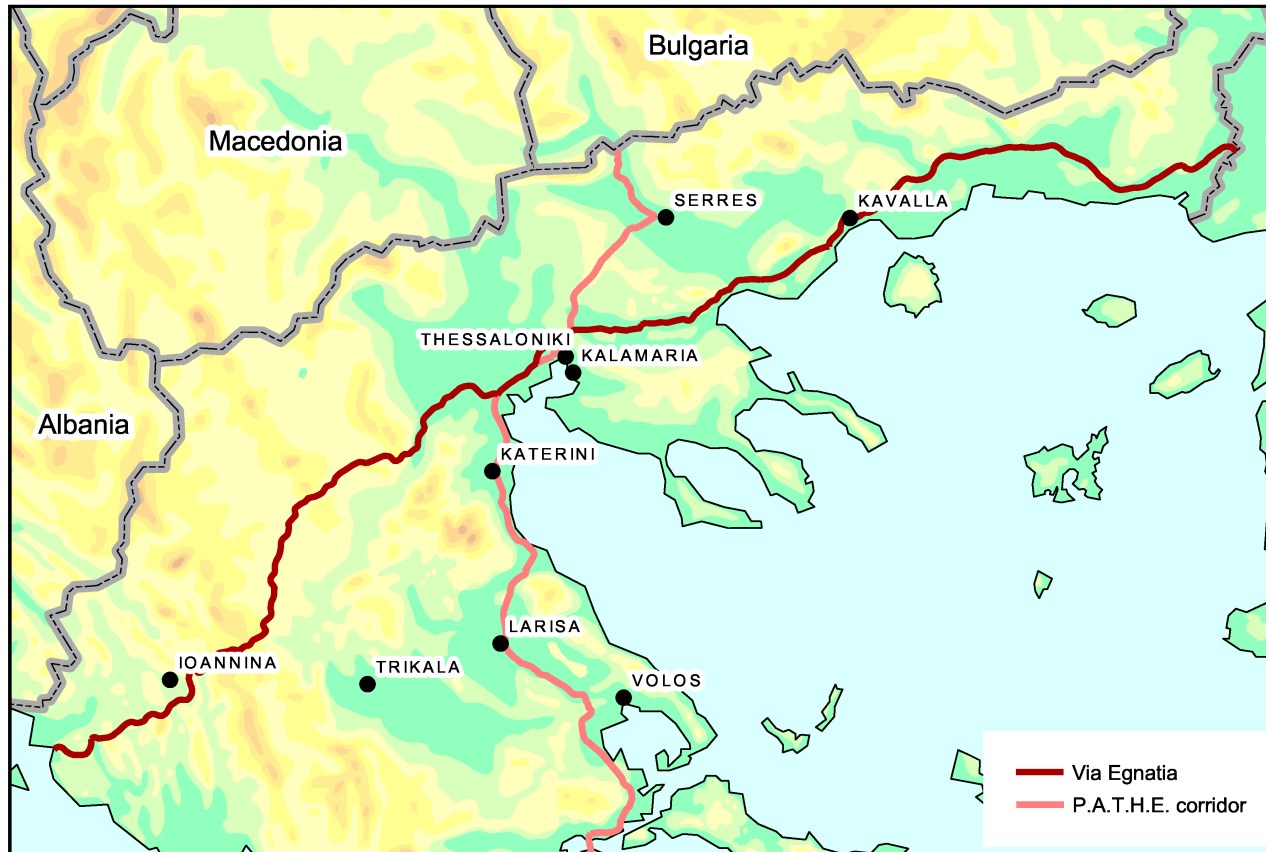 Bulgaria
Macedonia
SERRES
KAVALLA
THESSALONIKI
KALAMARIA
Albania
KATERINI
LARISA
IOANNINA
TRIKALA
VOLOS
Via Egnatia
P.A.T.H.E. corridor